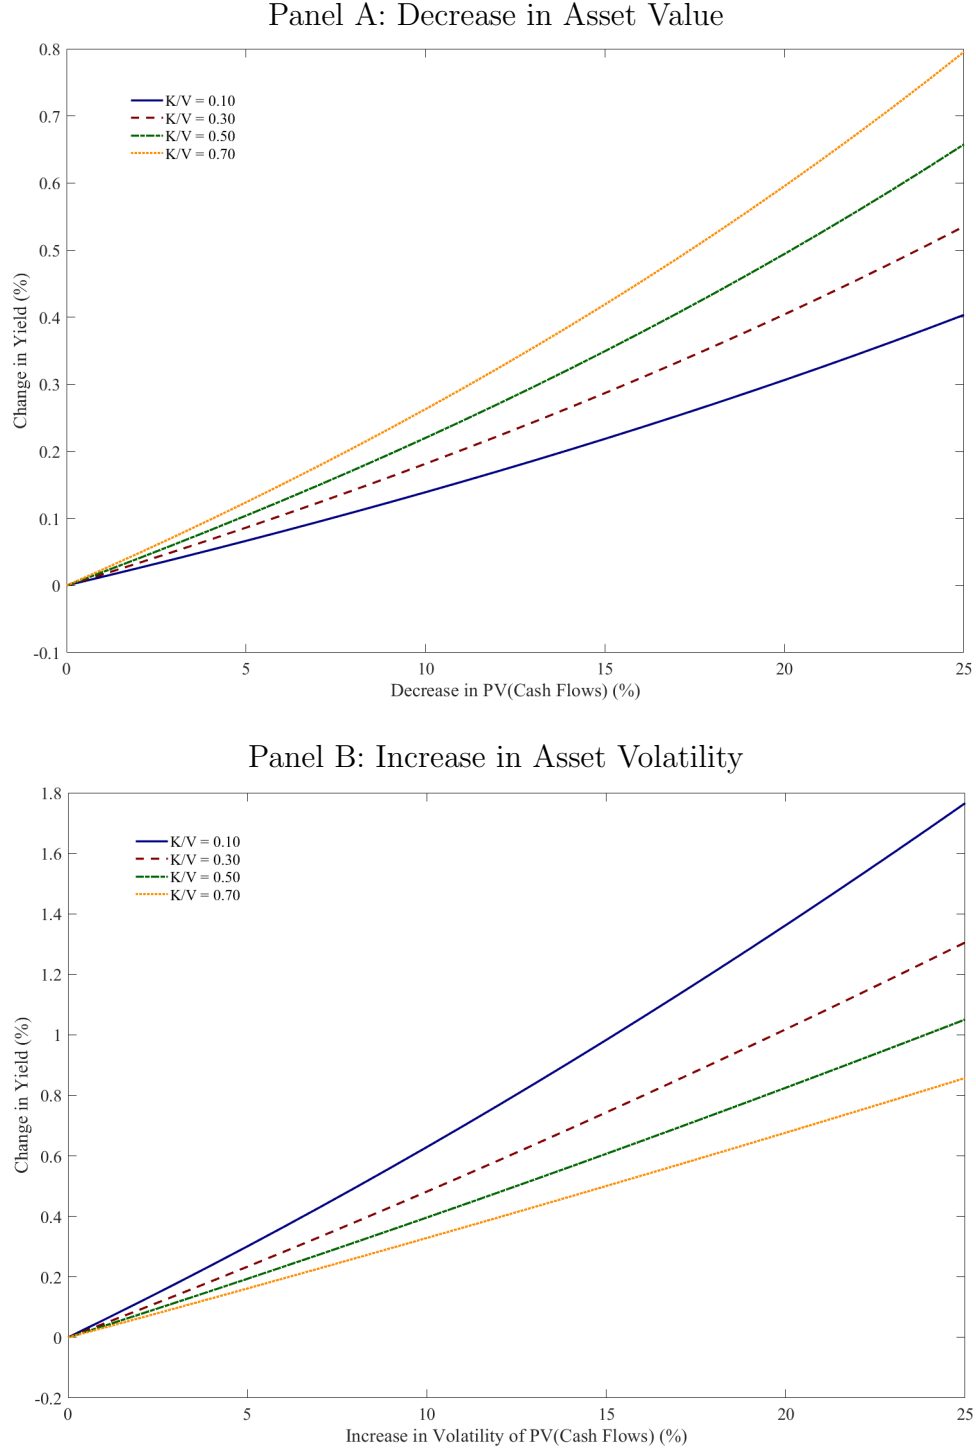 Panel A: Decrease in Asset Value
0.8
0.7
0.6
0.5
0.4
0.3
0.2
0.1
0
-0.1
Change in Yield (%)
K/V = 0.10
K/V = 0.30
K/V = 0.50
K/V = 0.70
0 5 10 15 20 25
Decrease in PV(Cash Flows) (%)
Panel B: Increase in Asset Volatility
1.8
1.6
1.4
1.2
1
0.8
0.6
0.4
0.2
0
-0.2
Change in Yield (%)
K/V = 0.10
K/V = 0.30
K/V = 0.50
K/V = 0.70
0 5 10 15 20 25
Increase in Volatility of PV(Cash Flows) (%)